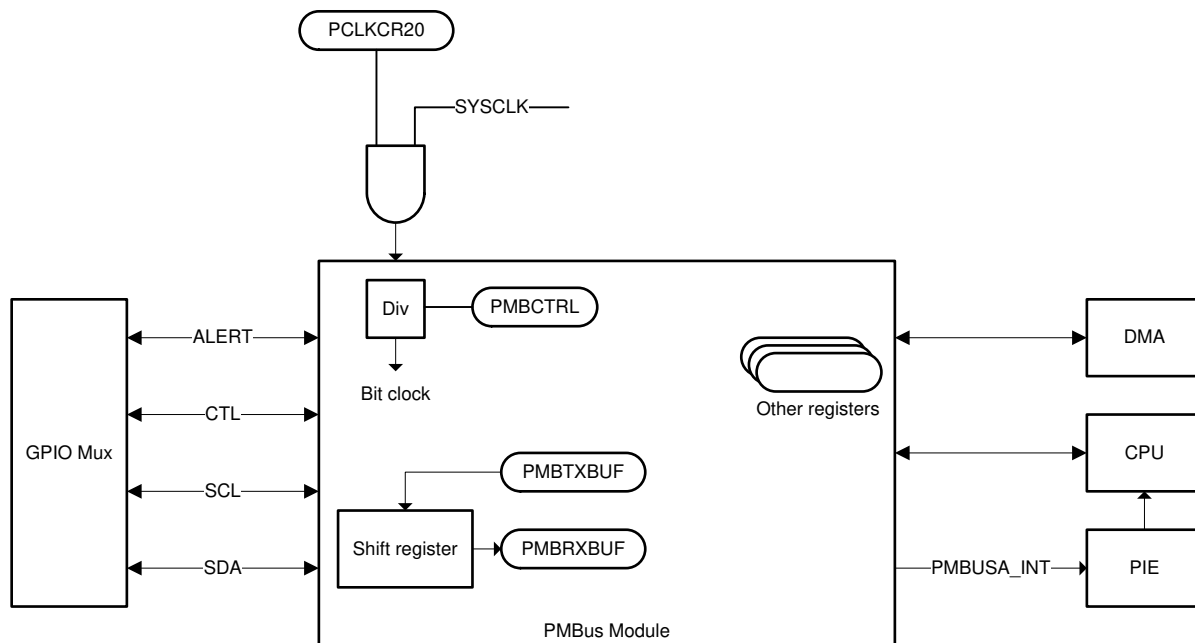 PCLKCR20
SYSCLK
Div
PMBCTRL
ALERT
DMA
Bit clock
Other registers
CTL
GPIO Mux
CPU
PMBTXBUF
SCL
Shift register
PMBRXBUF
SDA
PMBUSA_INT
PIE
PMBus Module